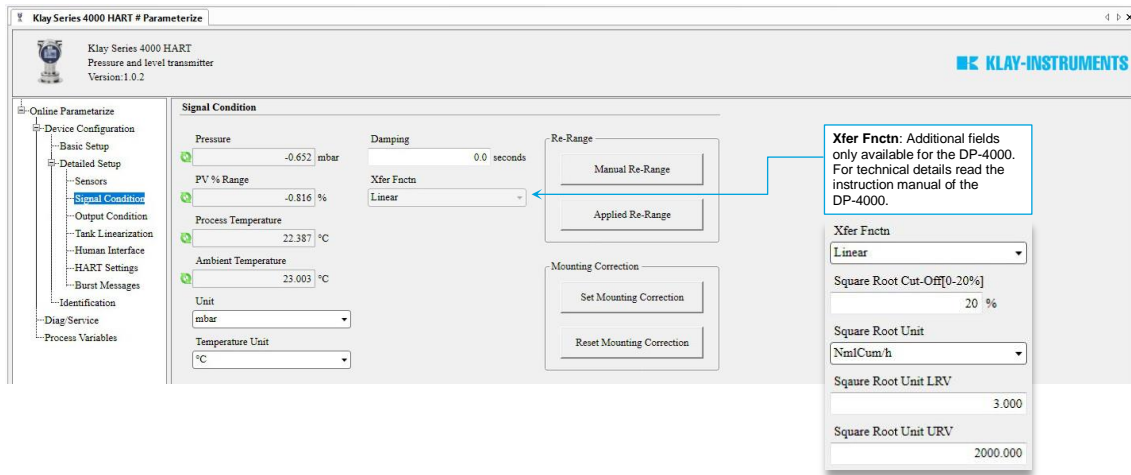 Klay Series 4000 HART # Parameterize
Klay Series 4000 HART
Pressure and level transmitter
Version:1.0.2
KLAY-INSTRUMENTS
Online Parametarize
Device Configuration
Basic Setup
Detailed Setup
Sensors
Signal Condition
Output Condition
Tank Linearization
Human Interface
HART Settings
Burst Messages
Identification
Diag/Service
Process Variables
Signal Condition
Pressure
-0.652 mbar
PV % Range
-0.816 %
Process Temperature
22.387 °C
Ambient Temperature
23.003 °C
Unit
mbar
Temperature Unit
°C
Damping
0.0 seconds
Xfer Fnctn
Linear
Re-Range
Manual Re-Range
Applied Re-Range
Mounting Correction
Set Mounting Correction
Reset Mounting Correction
Xfer Fnctn: Additional fields
only available for the DP-4000.
For technical details read the
instruction manual of the
DP-4000.
Xfer Fnctn
Linear
Square Root Cut-Off[0-20%]
20 %
Square Root Unit
NmlCum/h
Sqaure Root Unit LRV
3.000
Square Root Unit URV
2000.000